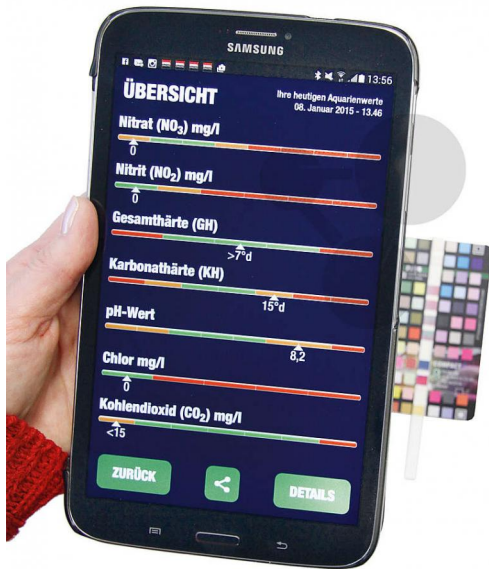 SAMSUNG
13:56
ÜBERSICHT
Ihre heutigen Aquarienwerte
08. Januar 2015 - 13.46
Nitrat (NO₃) mg/l
0
Nitrit (NO₂) mg/l
0
Gesamthärte (GH)
>7°d
Karbonathärte (KH)
15°d
pH-Wert
8,2
Chlor mg/l
0
Kohlendioxid (CO₂) mg/l
<15
ZURÜCK
DETAILS